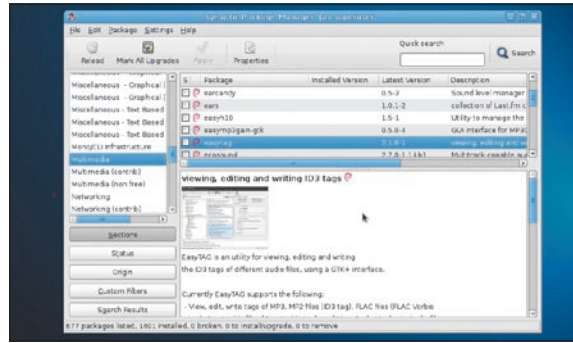 Synaptic Package Manager (as superuser)
File Edit Package Settings Help
Reload Mark All Upgrades Apply Properties
Quick search
Search
S Package Installed Version Latest Version Description
earcandy 0.5-2 Sound level manager
ears 1.0.1-2 collection of Last.fm
easyh10 1.5-1 Utility to manage the
easymp3gain-gtk 0.5.0-4 GUI interface for MP3
easytag viewing, editing and
ecasound Multitrack capable
Miscellaneous - Graphical
Miscellaneous - Graphical
Miscellaneous - Text Based
Miscellaneous - Text Based
Miscellaneous - Text Based
Mono/CLI infrastructure
Multimedia
Multimedia (contrib)
Multimedia (non free)
Networking
Networking (contrib)
Sections
Status
Origin
Custom Filters
Search Results
viewing, editing and writing ID3 tags
EasyTAG is an utility for viewing, editing and writing
the ID3 tags of different audio files, using a GTK+ interface.
Currently EasyTAG supports the following:
- View, edit, write tags of MP3, MP2 files (ID3 tag), FLAC files (FLAC Vorbis
677 packages listed, 1601 installed, 0 broken. 0 to install/upgrade, 0 to remove